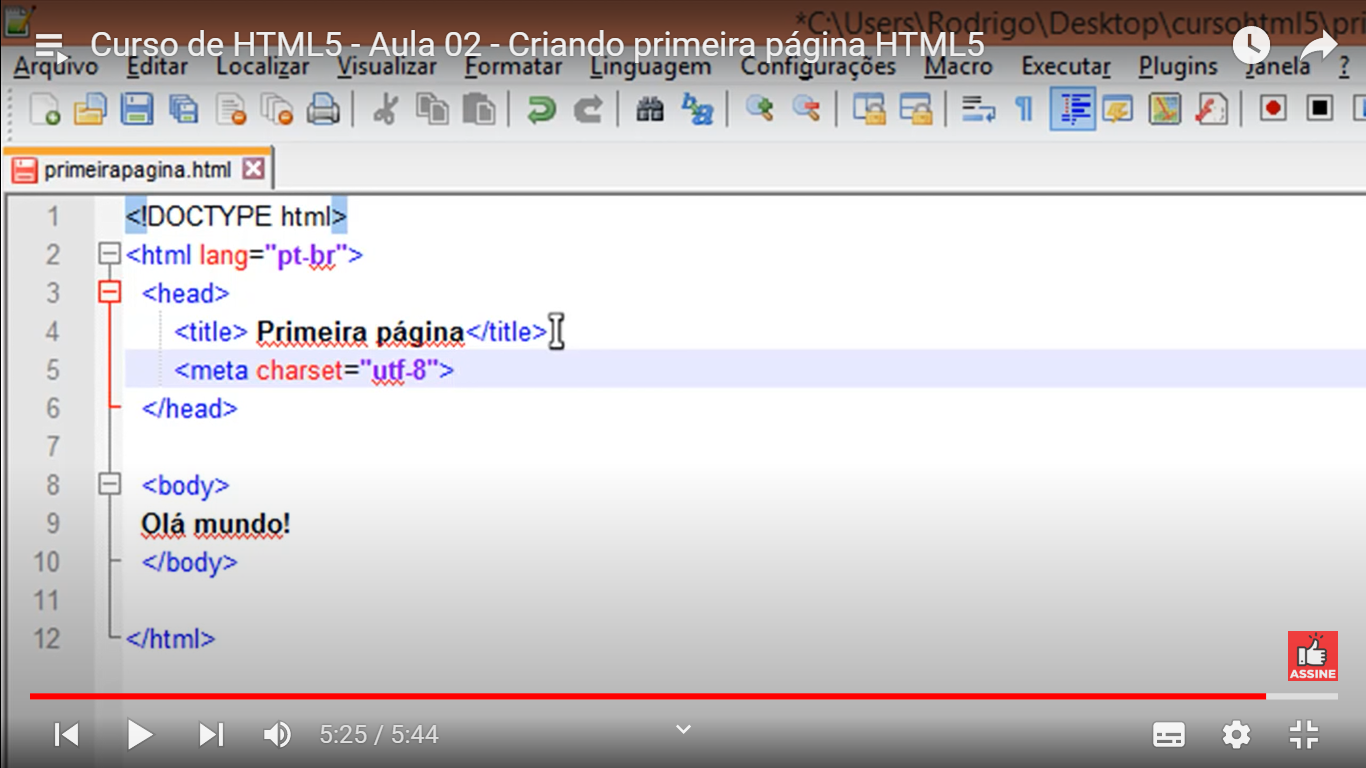 *C:\Users\Rodrigo\Desktop\cursohtml5\pri
Curso de HTML5 - Aula 02 - Criando primeira página HTML5
Arquivo Editar Localizar Visualizar Formatar Linguagem Configurações Macro Executar Plugins Janela ?
primeirapagina.html
1 <!DOCTYPE html>
2 <html lang="pt-br">
3 <head>
4 <title> Primeira página</title>
5 <meta charset="utf-8">
6 </head>
7
8 <body>
9 Olá mundo!
10 </body>
11
12 </html>
ASSINE
5:25 / 5:44